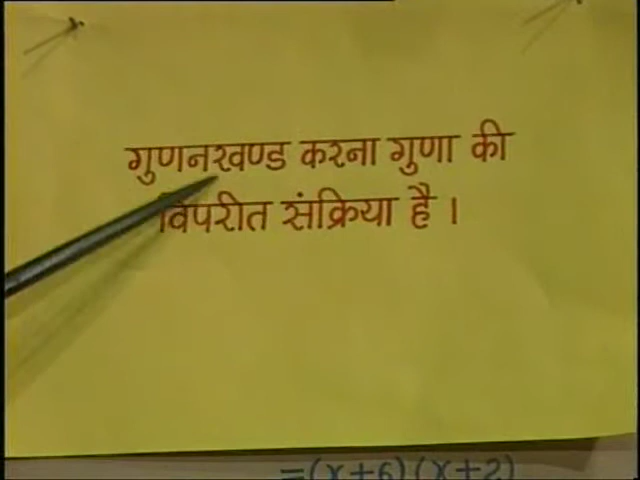 गुणनखण्ड करना गुणा की
विपरीत संक्रिया है ।
=(x+6)(x+2)